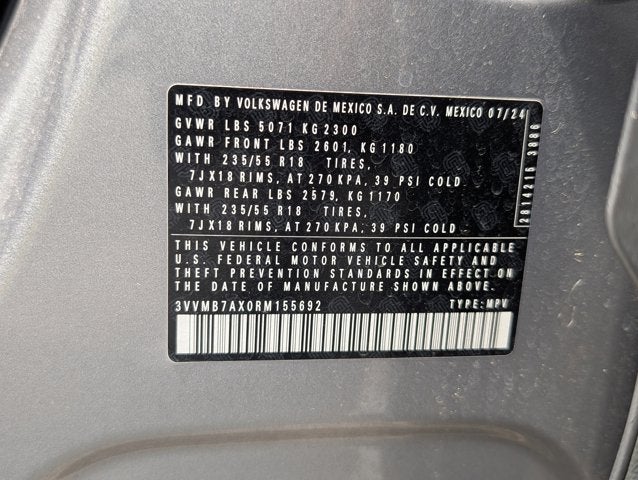 MFD BY VOLKSWAGEN DE MEXICO S.A. DE C.V. MEXICO 07/24
GVWR LBS 5071 KG 2300
GAWR FRONT LBS 2601, KG 1180
WITH 235/55 R18 TIRES,
7JX18 RIMS, AT 270 KPA, 39 PSI COLD
GAWR REAR LBS 2579, KG 1170
WITH 235/55 R18 TIRES,
7JX18 RIMS, AT 270 KPA, 39 PSI COLD
THIS VEHICLE CONFORMS TO ALL APPLICABLE
U.S. FEDERAL MOTOR VEHICLE SAFETY AND
THEFT PREVENTION STANDARDS IN EFFECT ON
THE DATE OF MANUFACTURE SHOWN ABOVE.
3VVMB7AX0RM155692 TYPE: MPV
2814216 3886